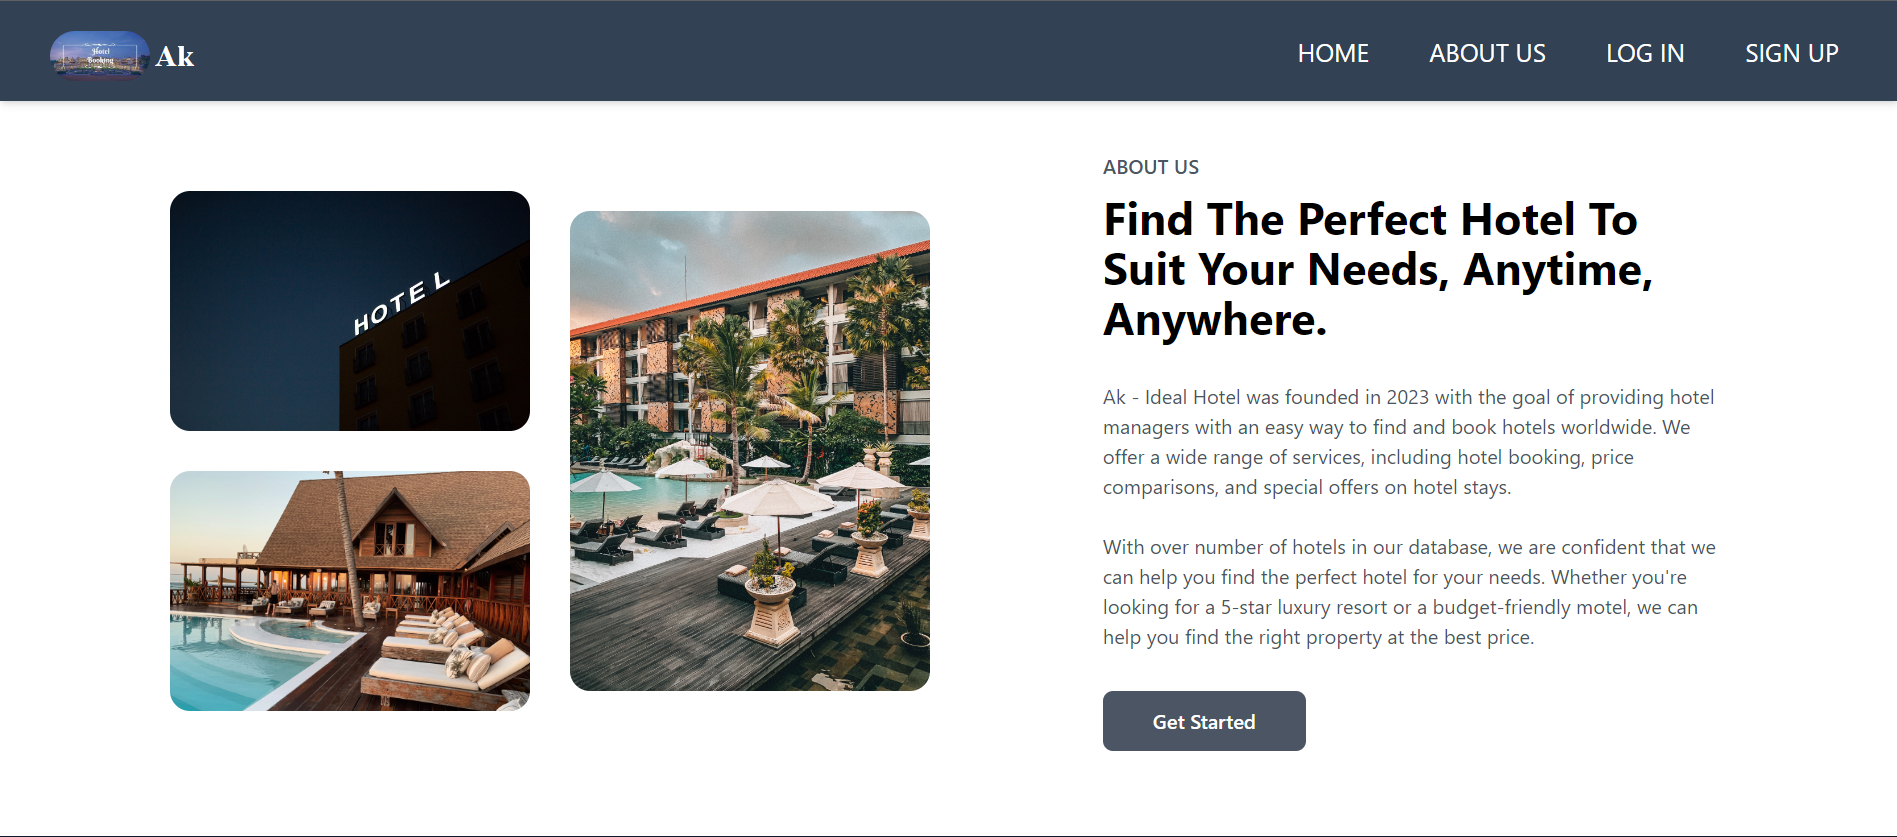 Hotel
Booking
Ak
HOME
ABOUT US
LOG IN
SIGN UP
HOTEL
ABOUT US
Find The Perfect Hotel To
Suit Your Needs, Anytime,
Anywhere.
Ak - Ideal Hotel was founded in 2023 with the goal of providing hotel
managers with an easy way to find and book hotels worldwide. We
offer a wide range of services, including hotel booking, price
comparisons, and special offers on hotel stays.
With over number of hotels in our database, we are confident that we
can help you find the perfect hotel for your needs. Whether you're
looking for a 5-star luxury resort or a budget-friendly motel, we can
help you find the right property at the best price.
Get Started